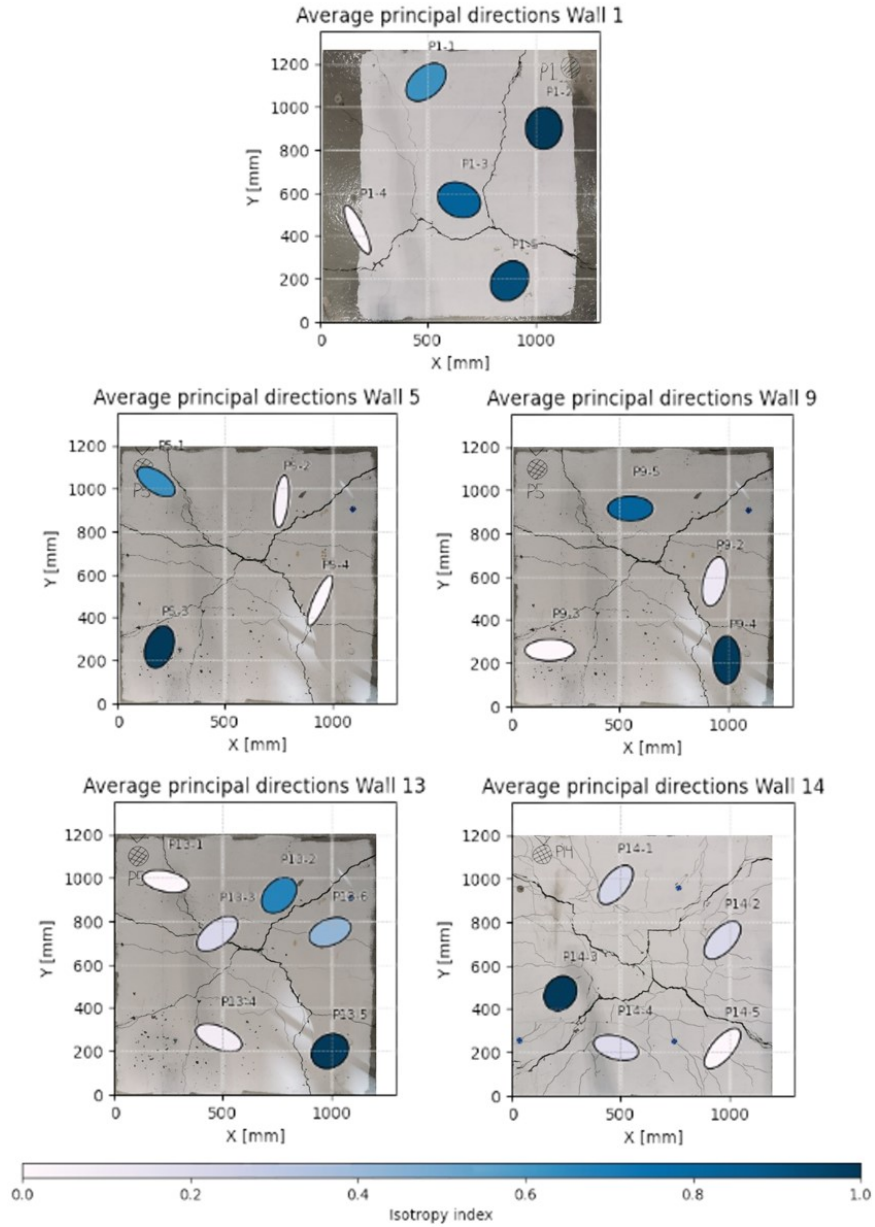 Average principal directions Wall 1
P1-1
P1
P1-2
P1-3
P1-4
Y [mm]
1200
1000
800
600
400
200
0
0 500 1000
X [mm]
Average principal directions Wall 5
P5-1
P5-2
P5-4
P5-3
Y [mm]
1200
1000
800
600
400
200
0
0 500 1000
X [mm]
Average principal directions Wall 9
P5
P9-5
P9-2
P9-3
P9-4
Y [mm]
1200
1000
800
600
400
200
0
0 500 1000
X [mm]
Average principal directions Wall 13
P13-1
P13-2
P13-3
P13-6
P13-4
P13-5
Y [mm]
1200
1000
800
600
400
200
0
0 500 1000
X [mm]
Average principal directions Wall 14
P14
P14-1
P14-2
P14-3
P14-4
P14-5
Y [mm]
1200
1000
800
600
400
200
0
0 500 1000
X [mm]
0.0 0.2 0.4 0.6 0.8 1.0
Isotropy index